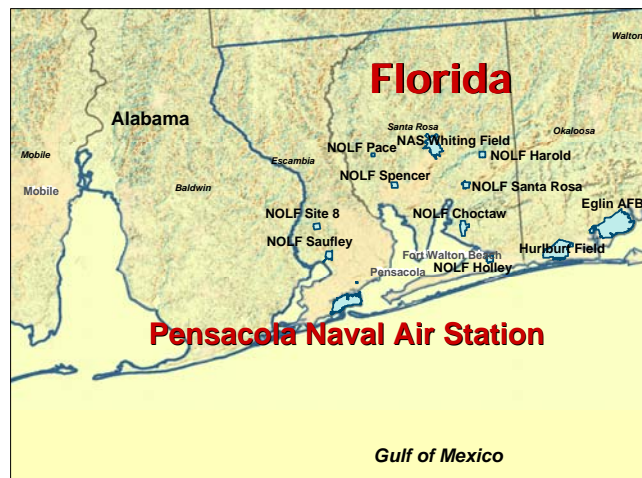 Walton
Florida
Alabama
Santa Rosa
NAS Whiting Field
Okaloosa
NOLF Pace
Mobile
Escambia
NOLF Harold
NOLF Spencer
Mobile
Baldwin
NOLF Santa Rosa
Eglin AFB
NOLF Site 8
NOLF Choctaw
NOLF Saufley
Fort Walton Beach
Hurlburt Field
NOLF Holley
Pensacola
Pensacola Naval Air Station
Gulf of Mexico